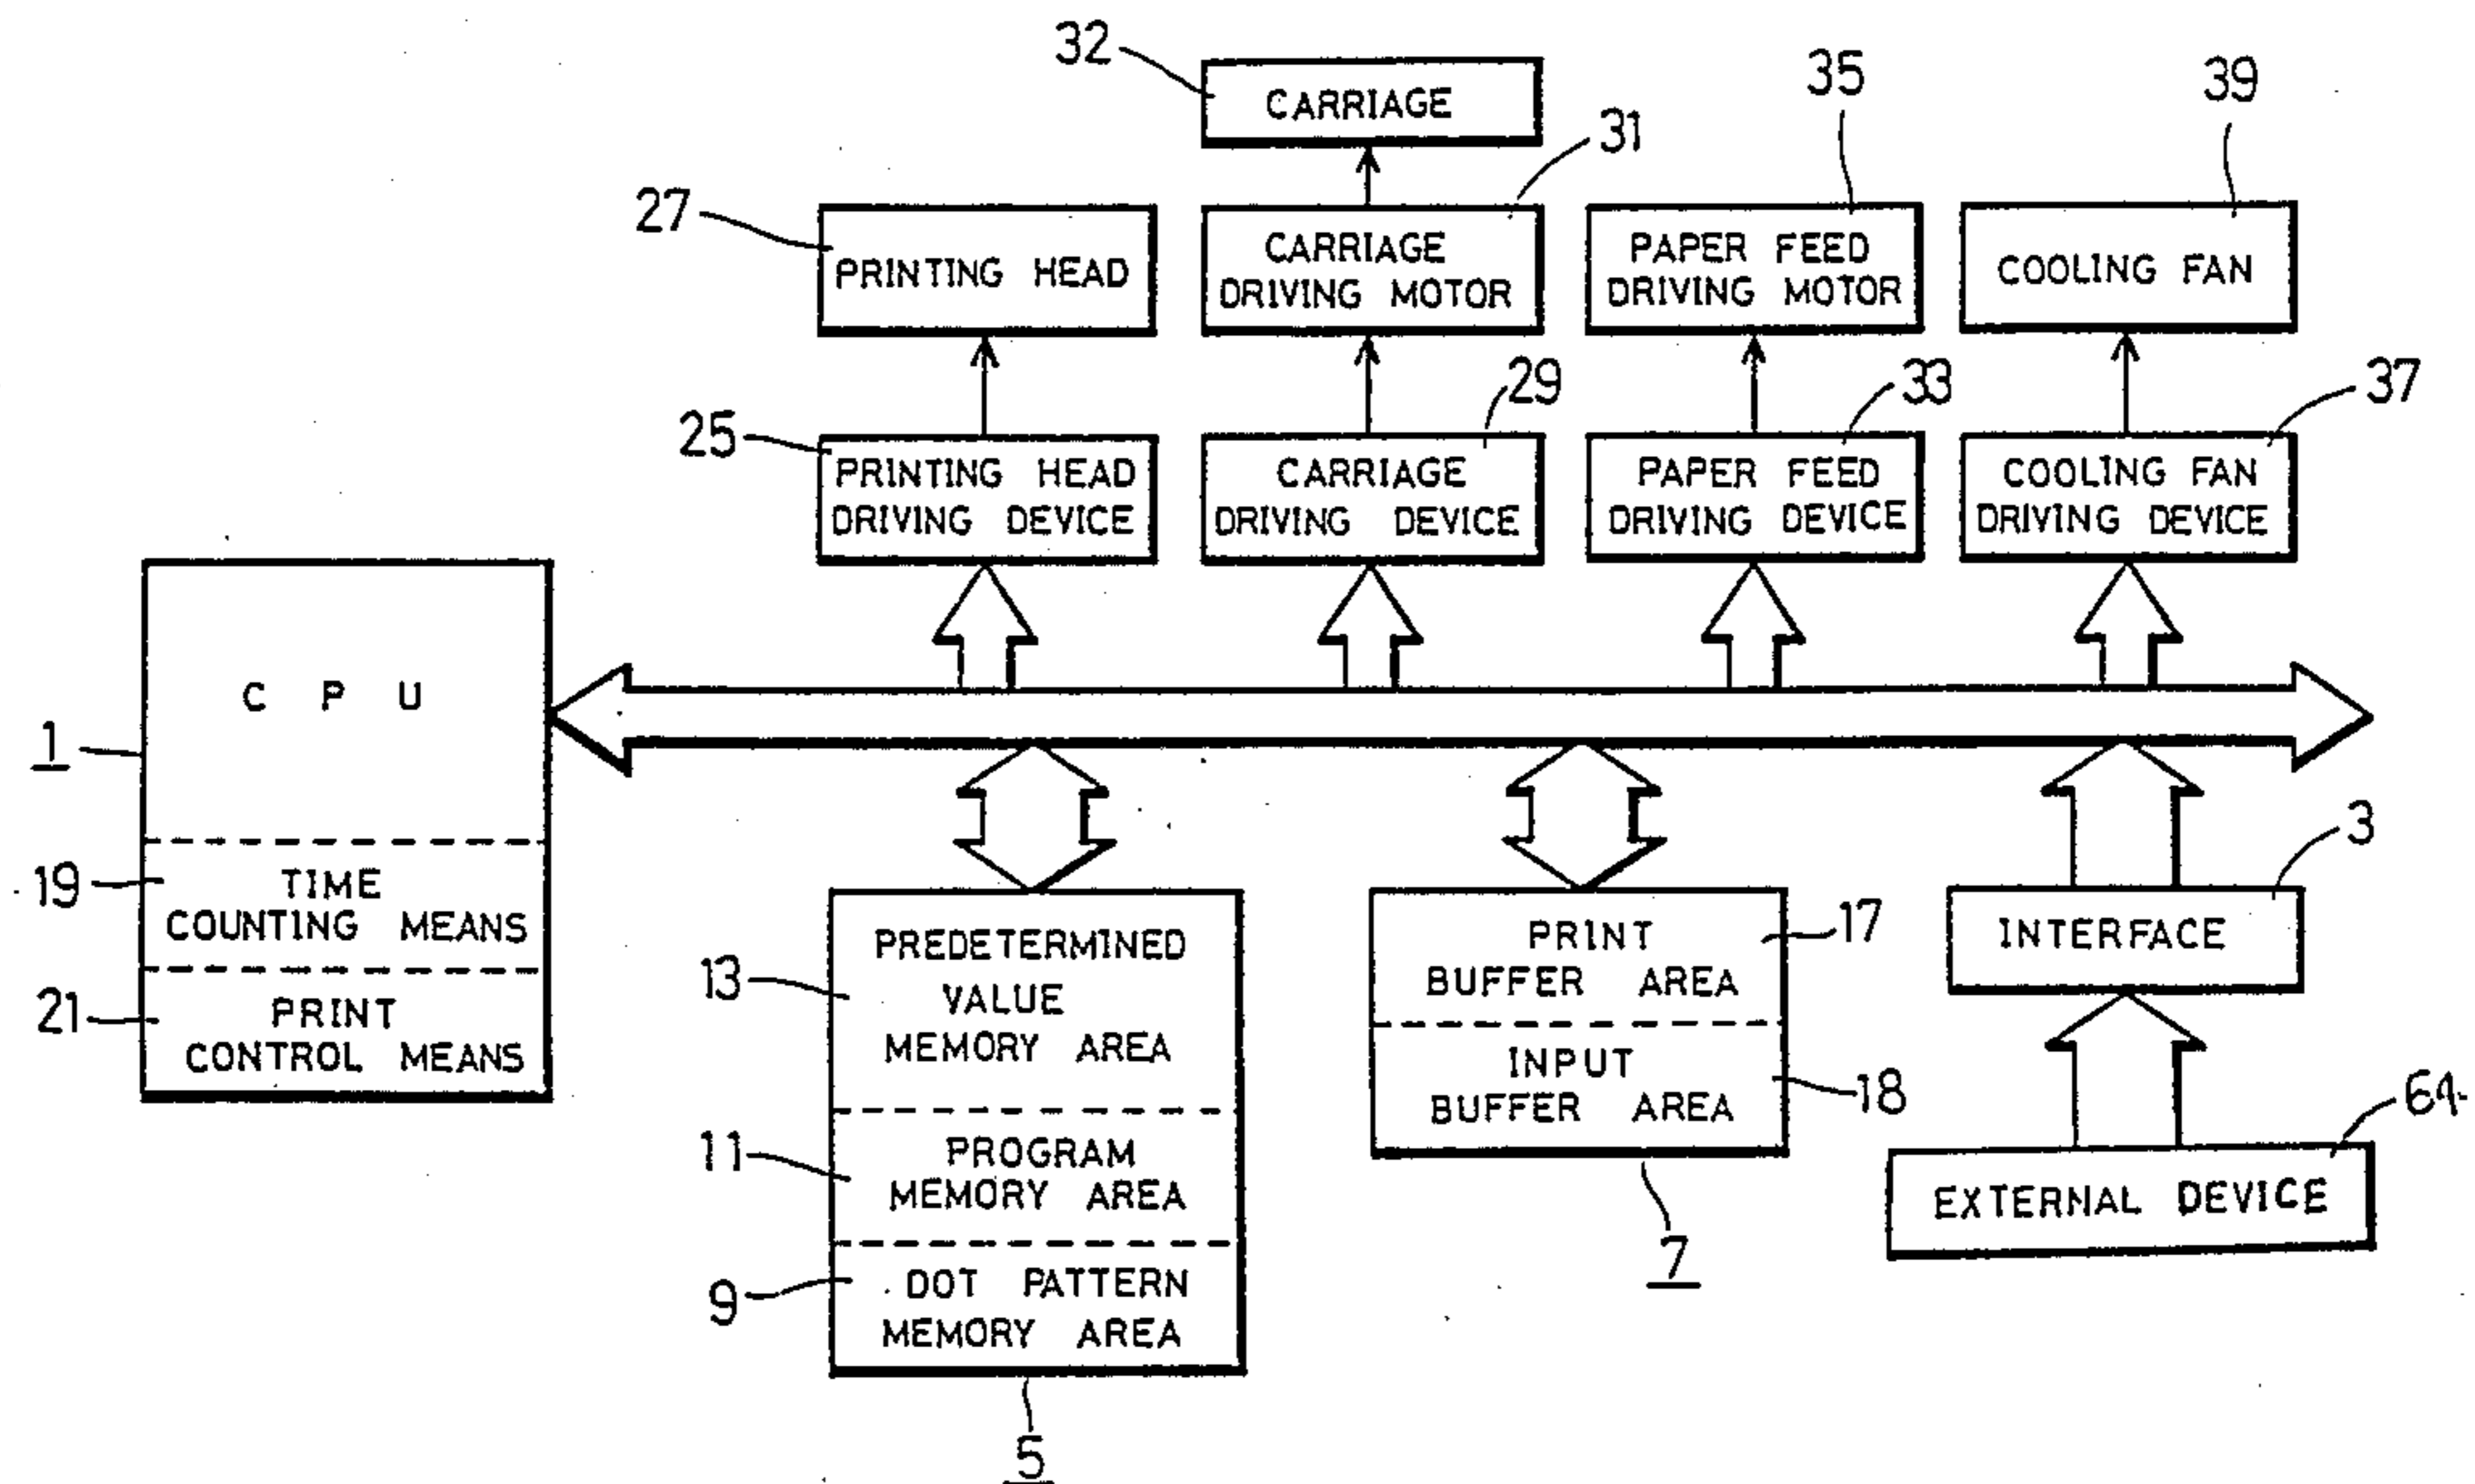 32
CARRIAGE
31
35
39
27
PRINTING HEAD
CARRIAGE
DRIVING MOTOR
PAPER FEED
DRIVING MOTOR
COOLING FAN
25
PRINTING HEAD
DRIVING DEVICE
29
CARRIAGE
DRIVING DEVICE
33
PAPER FEED
DRIVING DEVICE
37
COOLING FAN
DRIVING DEVICE
1
C P U
19
TIME
COUNTING MEANS
21
PRINT
CONTROL MEANS
13
PREDETERMINED
VALUE
MEMORY AREA
11
PROGRAM
MEMORY AREA
9
DOT PATTERN
MEMORY AREA
5
PRINT
BUFFER AREA
17
INPUT
BUFFER AREA
18
7
3
INTERFACE
64
EXTERNAL DEVICE